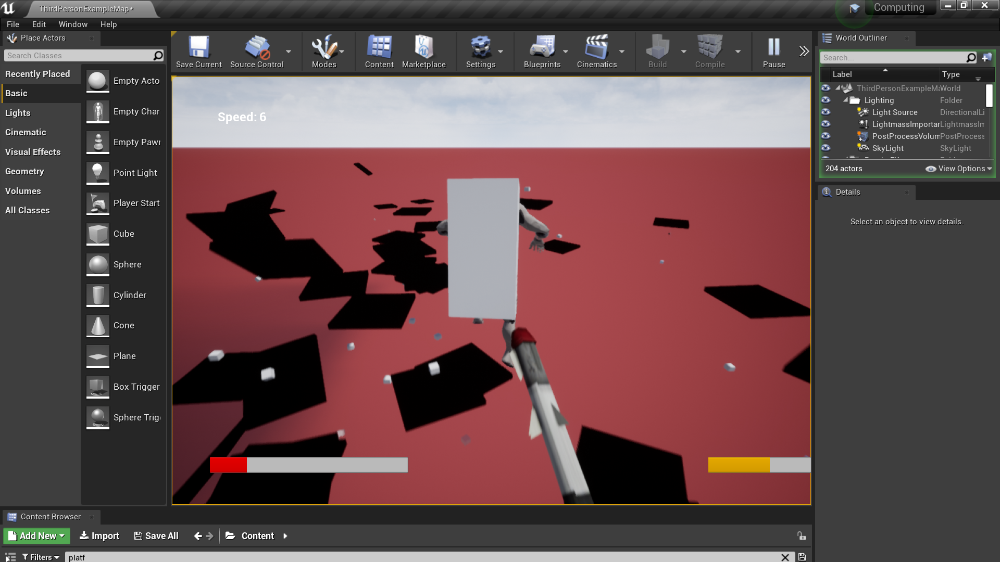 ThirdPersonExampleMap*
Computing
File Edit Window Help
Place Actors
Search Classes
Recently Placed
Basic
Lights
Cinematic
Visual Effects
Geometry
Volumes
All Classes
Empty Acto
Empty Char
Empty Pawn
Point Light
Player Start
Cube
Sphere
Cylinder
Cone
Plane
Box Trigger
Sphere Trig
Save Current
Source Control
Modes
Content
Marketplace
Settings
Blueprints
Cinematics
Build
Compile
Pause
Speed: 6
World Outliner
Search...
Label Type
ThirdPersonExampleMa World
Lighting Folder
Light Source DirectionalLi
LightmassImportan LightmassIm
PostProcessVolum PostProcess
SkyLight SkyLight
204 actors
View Options
Details
Select an object to view details.
Content Browser
Add New Import Save All Content
Filters platf